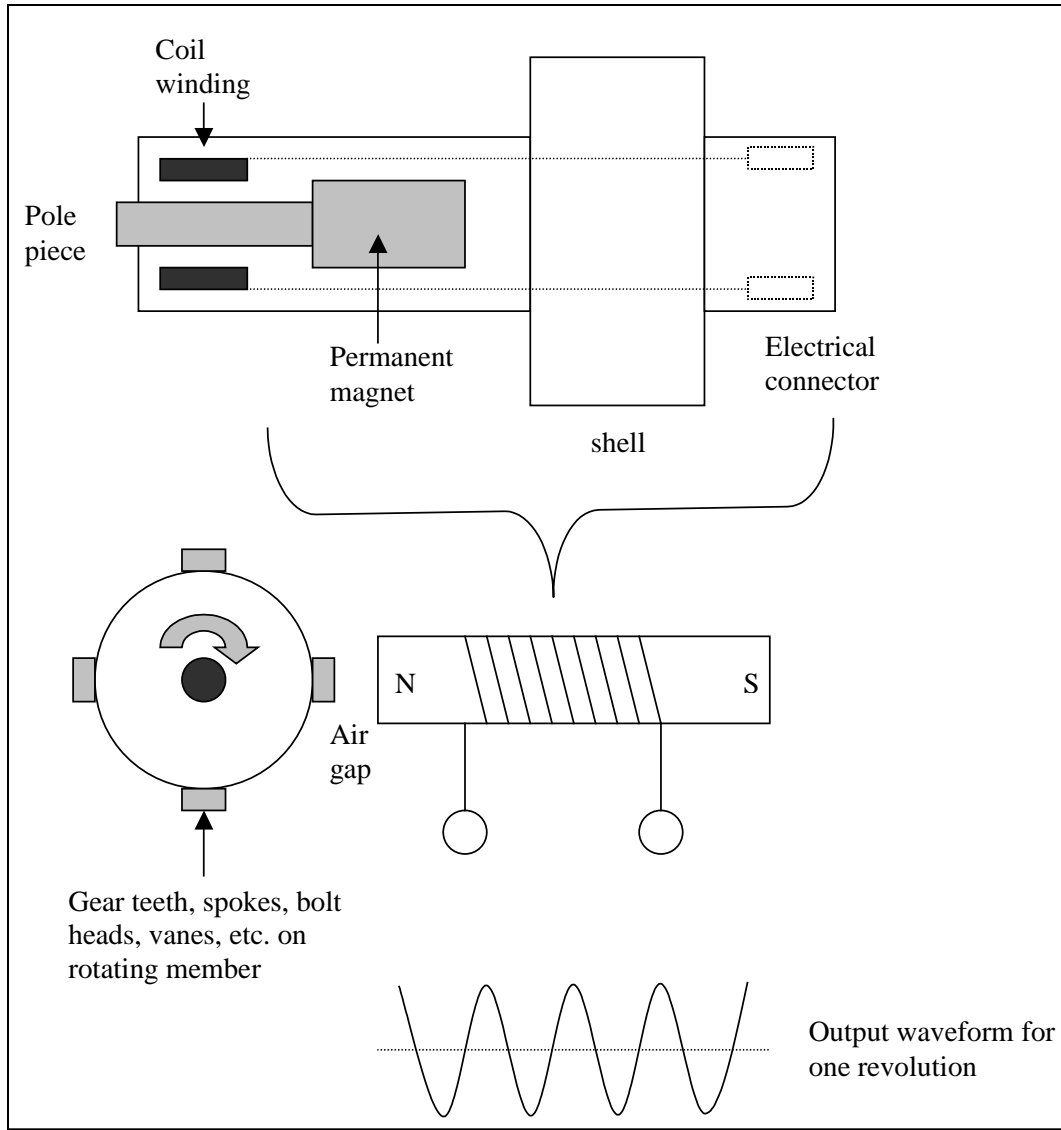 Coil
winding
Pole
piece
Permanent
magnet
Electrical
connector
shell
N
S
Air
gap
Gear teeth, spokes, bolt
heads, vanes, etc. on
rotating member
Output waveform for
one revolution